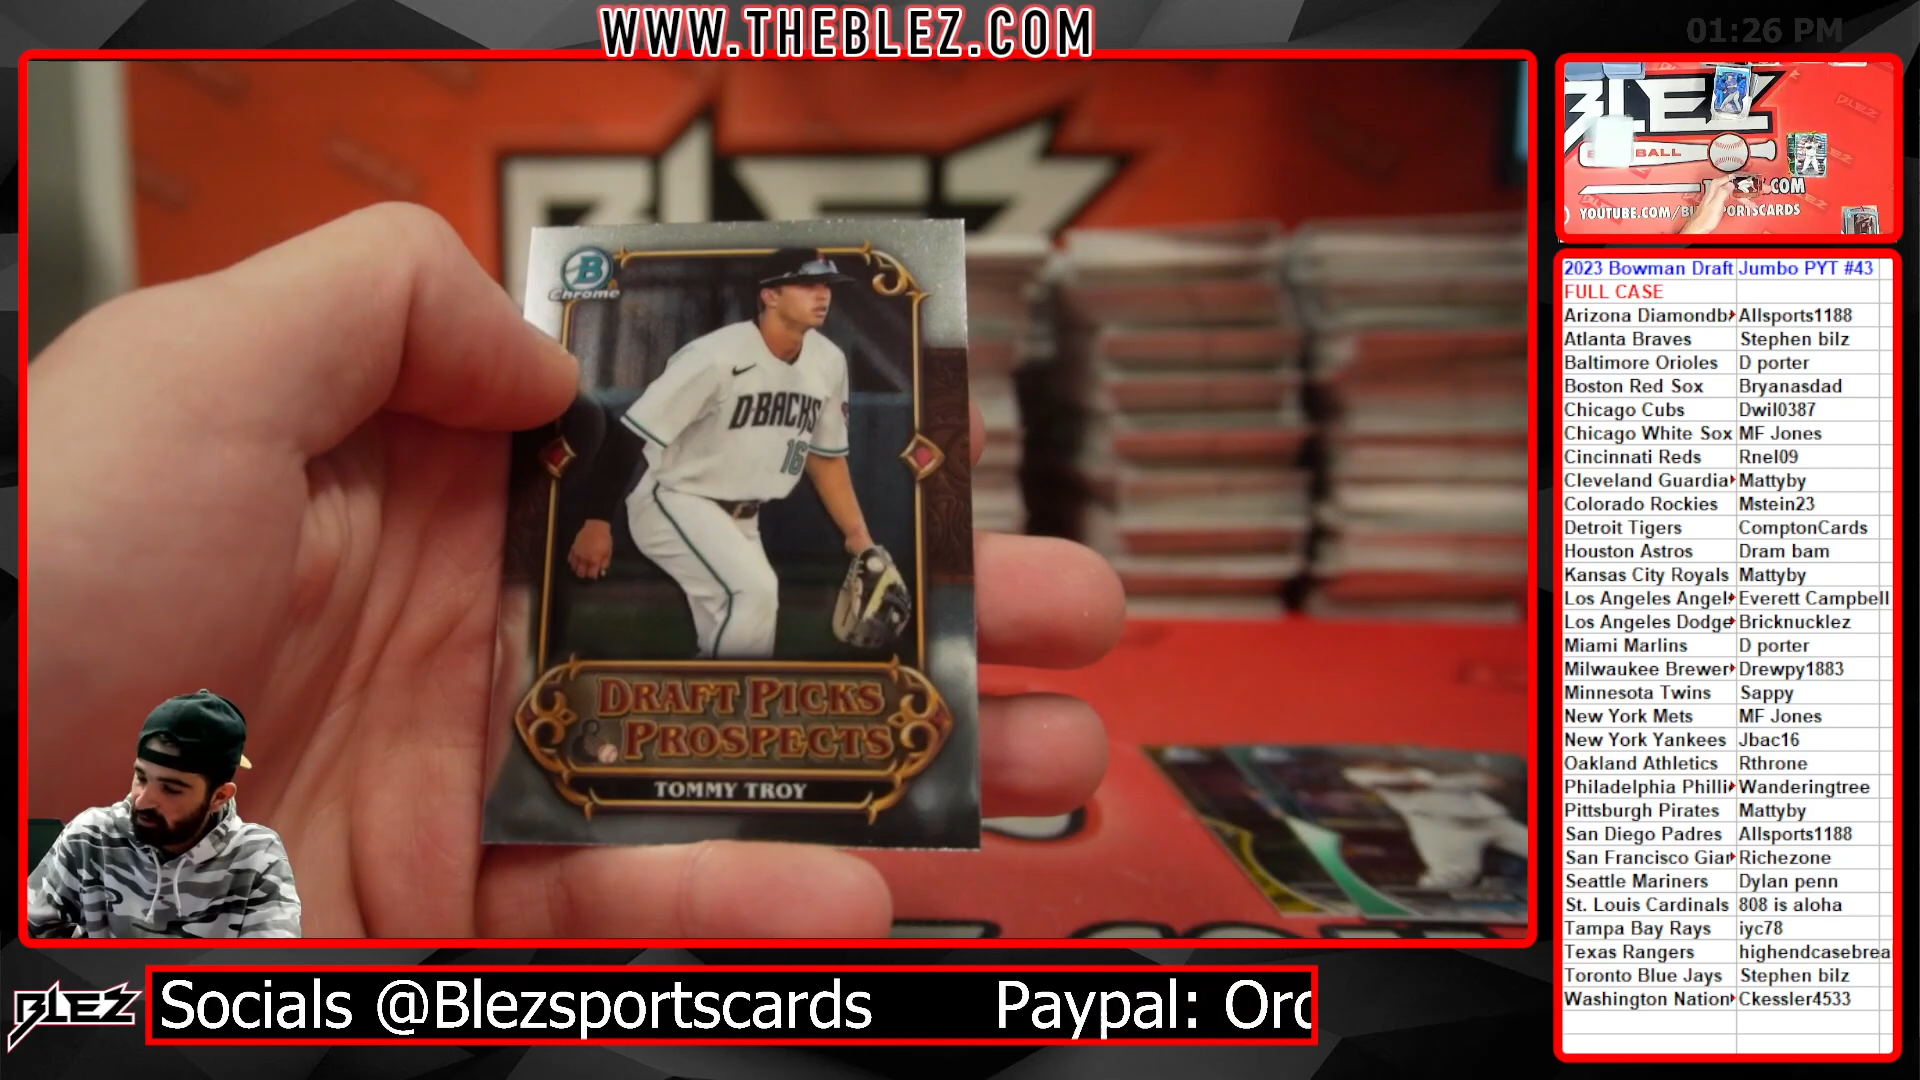 WWW.THEBLEZ.COM
01:26 PM
BLEZ
B
Chrome
D-BACKS
16
DRAFT PICKS
& PROSPECTS
TOMMY TROY
BLEZ
BALL
.COM
YOUTUBE.COM/BL PORTSCARDS
2023 Bowman Draft Jumbo PYT #43
FULL CASE
Arizona Diamondb Allsports1188
Atlanta Braves Stephen bilz
Baltimore Orioles D porter
Boston Red Sox Bryanasdad
Chicago Cubs Dwil0387
Chicago White Sox MF Jones
Cincinnati Reds Rnel09
Cleveland Guardia Mattyby
Colorado Rockies Mstein23
Detroit Tigers ComptonCards
Houston Astros Dram bam
Kansas City Royals Mattyby
Los Angeles Angel Everett Campbell
Los Angeles Dodge Bricknucklez
Miami Marlins D porter
Milwaukee Brewer Drewpy1883
Minnesota Twins Sappy
New York Mets MF Jones
New York Yankees Jbac16
Oakland Athletics Rthrone
Philadelphia Philli Wanderingtree
Pittsburgh Pirates Mattyby
San Diego Padres Allsports1188
San Francisco Gian Richezone
Seattle Mariners Dylan penn
St. Louis Cardinals 808 is aloha
Tampa Bay Rays iyc78
Texas Rangers highendcasebrea
Toronto Blue Jays Stephen bilz
Washington Nation Ckessler4533
BLEZ
Socials @Blezsportscards Paypal: Orc